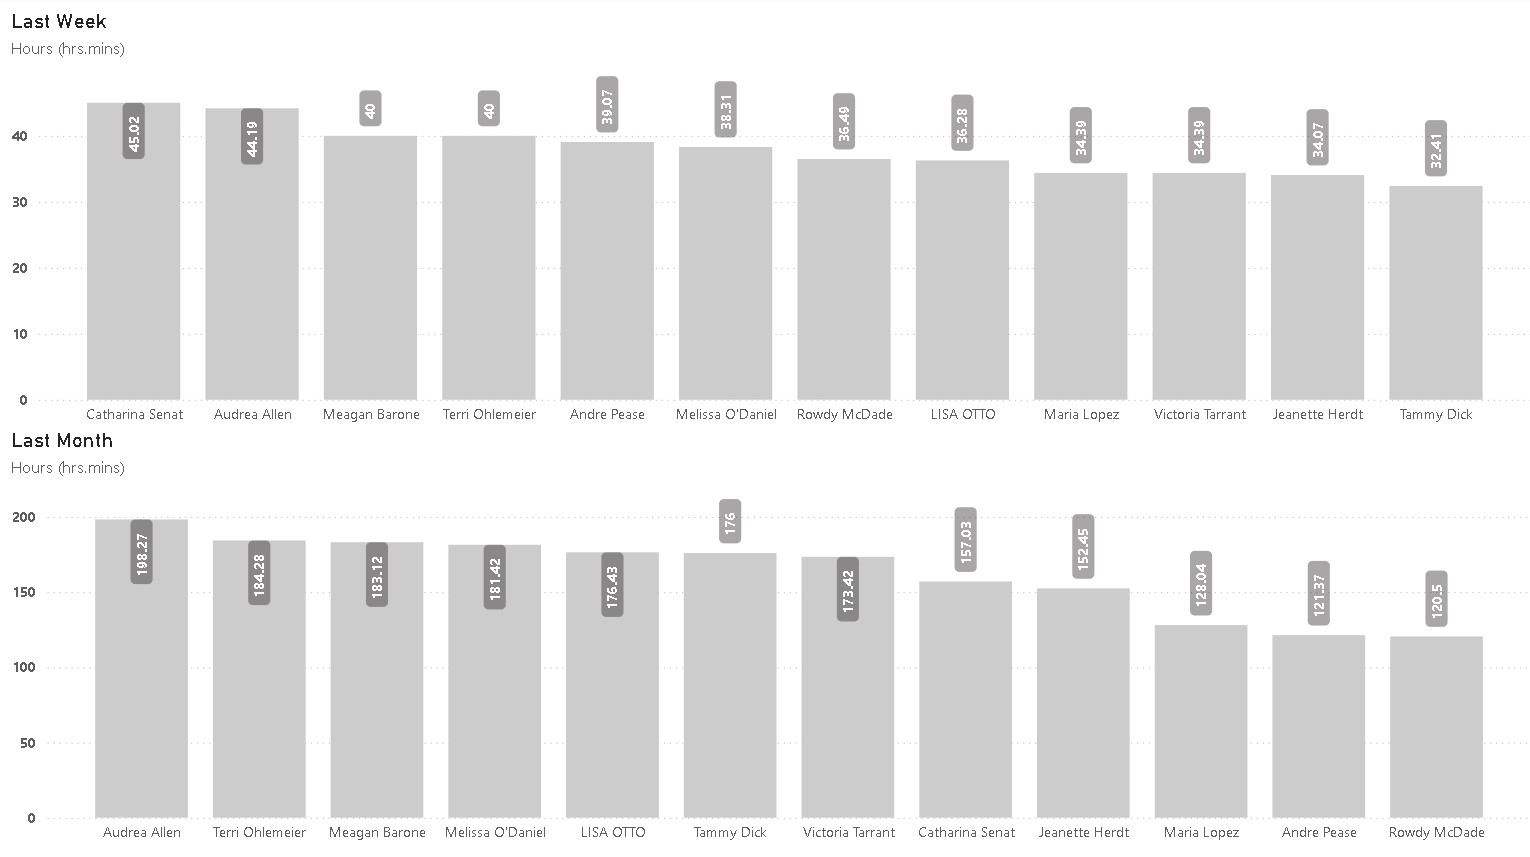 Last Week
Hours (hrs.mins)
45.02 44.19 40 40 39.07 38.31 36.49 36.28 34.39 34.39 34.07 32.41
40
30
20
10
0
Catharina Senat Audrea Allen Meagan Barone Terri Ohlemeier Andre Pease Melissa O'Daniel Rowdy McDade LISA OTTO Maria Lopez Victoria Tarrant Jeanette Herdt Tammy Dick
Last Month
Hours (hrs.mins)
198.27 184.28 183.12 181.42 176.43 176 173.42 157.03 152.45 128.04 121.37 120.5
200
150
100
50
0
Audrea Allen Terri Ohlemeier Meagan Barone Melissa O'Daniel LISA OTTO Tammy Dick Victoria Tarrant Catharina Senat Jeanette Herdt Maria Lopez Andre Pease Rowdy McDade